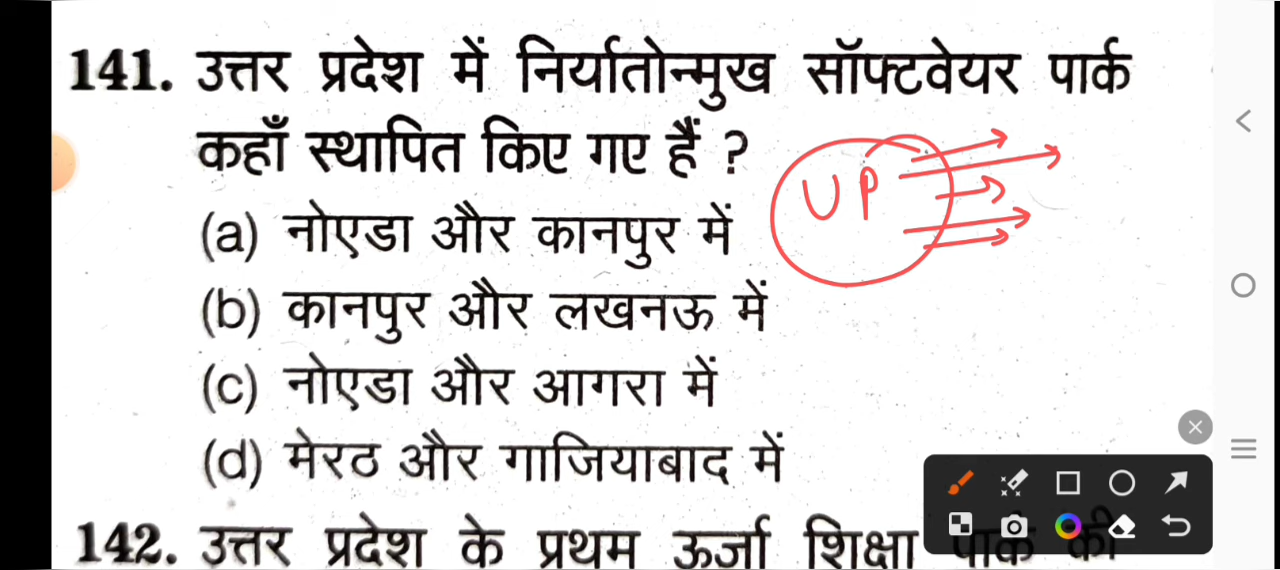 141. उत्तर प्रदेश में निर्यातोन्मुख सॉफ्टवेयर पार्क
कहाँ स्थापित किए गए हैं ?
UP
(a) नोएडा और कानपुर में
(b) कानपुर और लखनऊ में
(c) नोएडा और आगरा में
(d) मेरठ और गाजियाबाद में
142. उत्तर प्रदेश के प्रथम ऊर्जा शिक्षा पार्क की